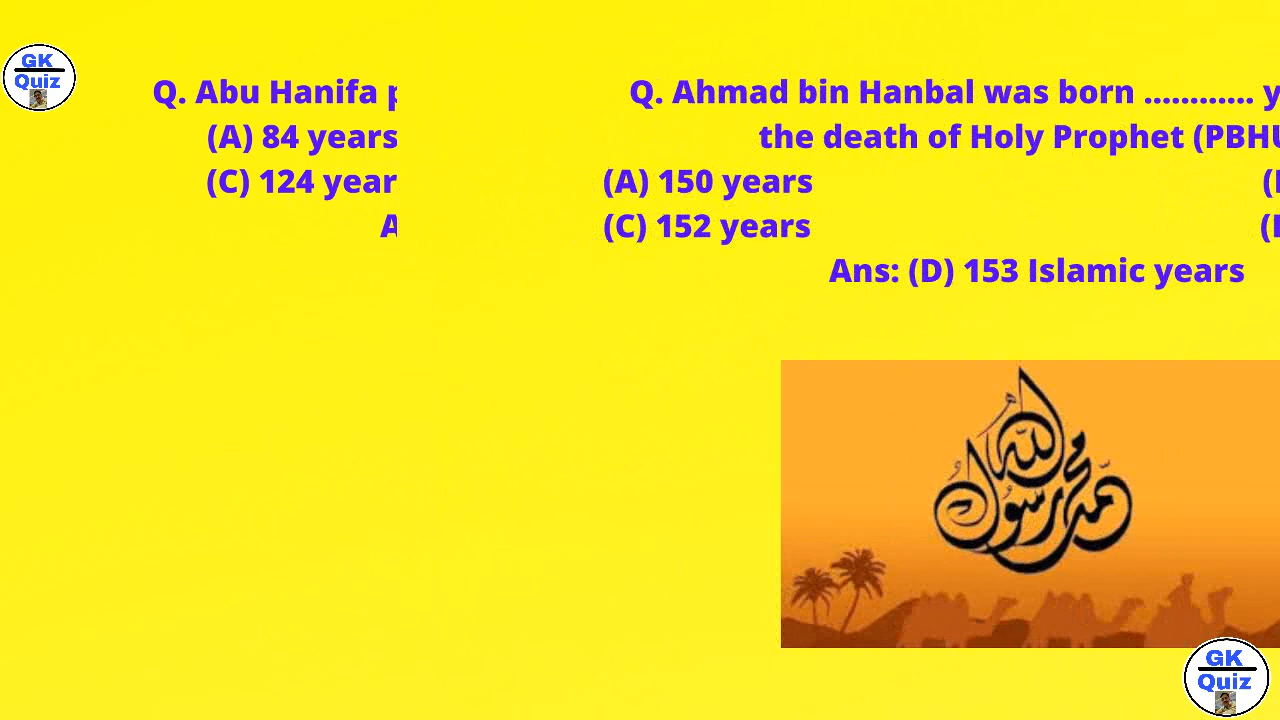 GK
Quiz
Q. Abu Hanifa
(A) 84 years
(C) 124 year
Q. Ahmad bin Hanbal was born ............ y
the death of Holy Prophet (PBHU
(A) 150 years
(C) 152 years
Ans: (D) 153 Islamic years
محمد رسول الله
GK
Quiz